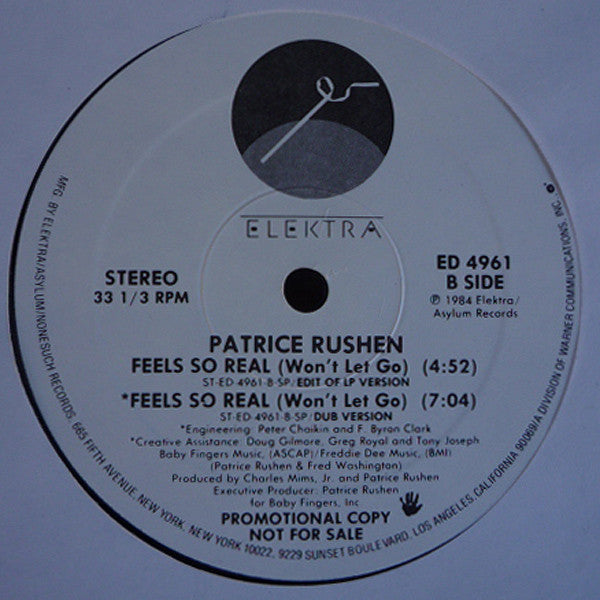 ELEKTRA
STEREO
33 1/3 RPM
ED 4961
B SIDE
℗ 1984 Elektra/
Asylum Records
PATRICE RUSHEN
FEELS SO REAL (Won't Let Go) (4:52)
ST-ED 4961-B-SP/EDIT OF LP VERSION
*FEELS SO REAL (Won't Let Go) (7:04)
ST-ED-4961-B-SP/DUB VERSION
*Engineering: Peter Chaikin and F. Byron Clark
*Creative Assistance: Doug Gilmore, Greg Royal and Tony Joseph
Baby Fingers Music, (ASCAP)/Freddie Dee Music, (BMI)
(Patrice Rushen & Fred Washington)
Produced by Charles Mims, Jr. and Patrice Rushen
Executive Producer: Patrice Rushen
for Baby Fingers, Inc
PROMOTIONAL COPY
NOT FOR SALE
MFG. BY ELEKTRA/ASYLUM/NONESUCH RECORDS, 665 FIFTH AVENUE, NEW YORK, NEW YORK 10022, 9229 SUNSET BOULEVARD, LOS ANGELES, CALIFORNIA 90069/A DIVISION OF WARNER COMMUNICATIONS, INC